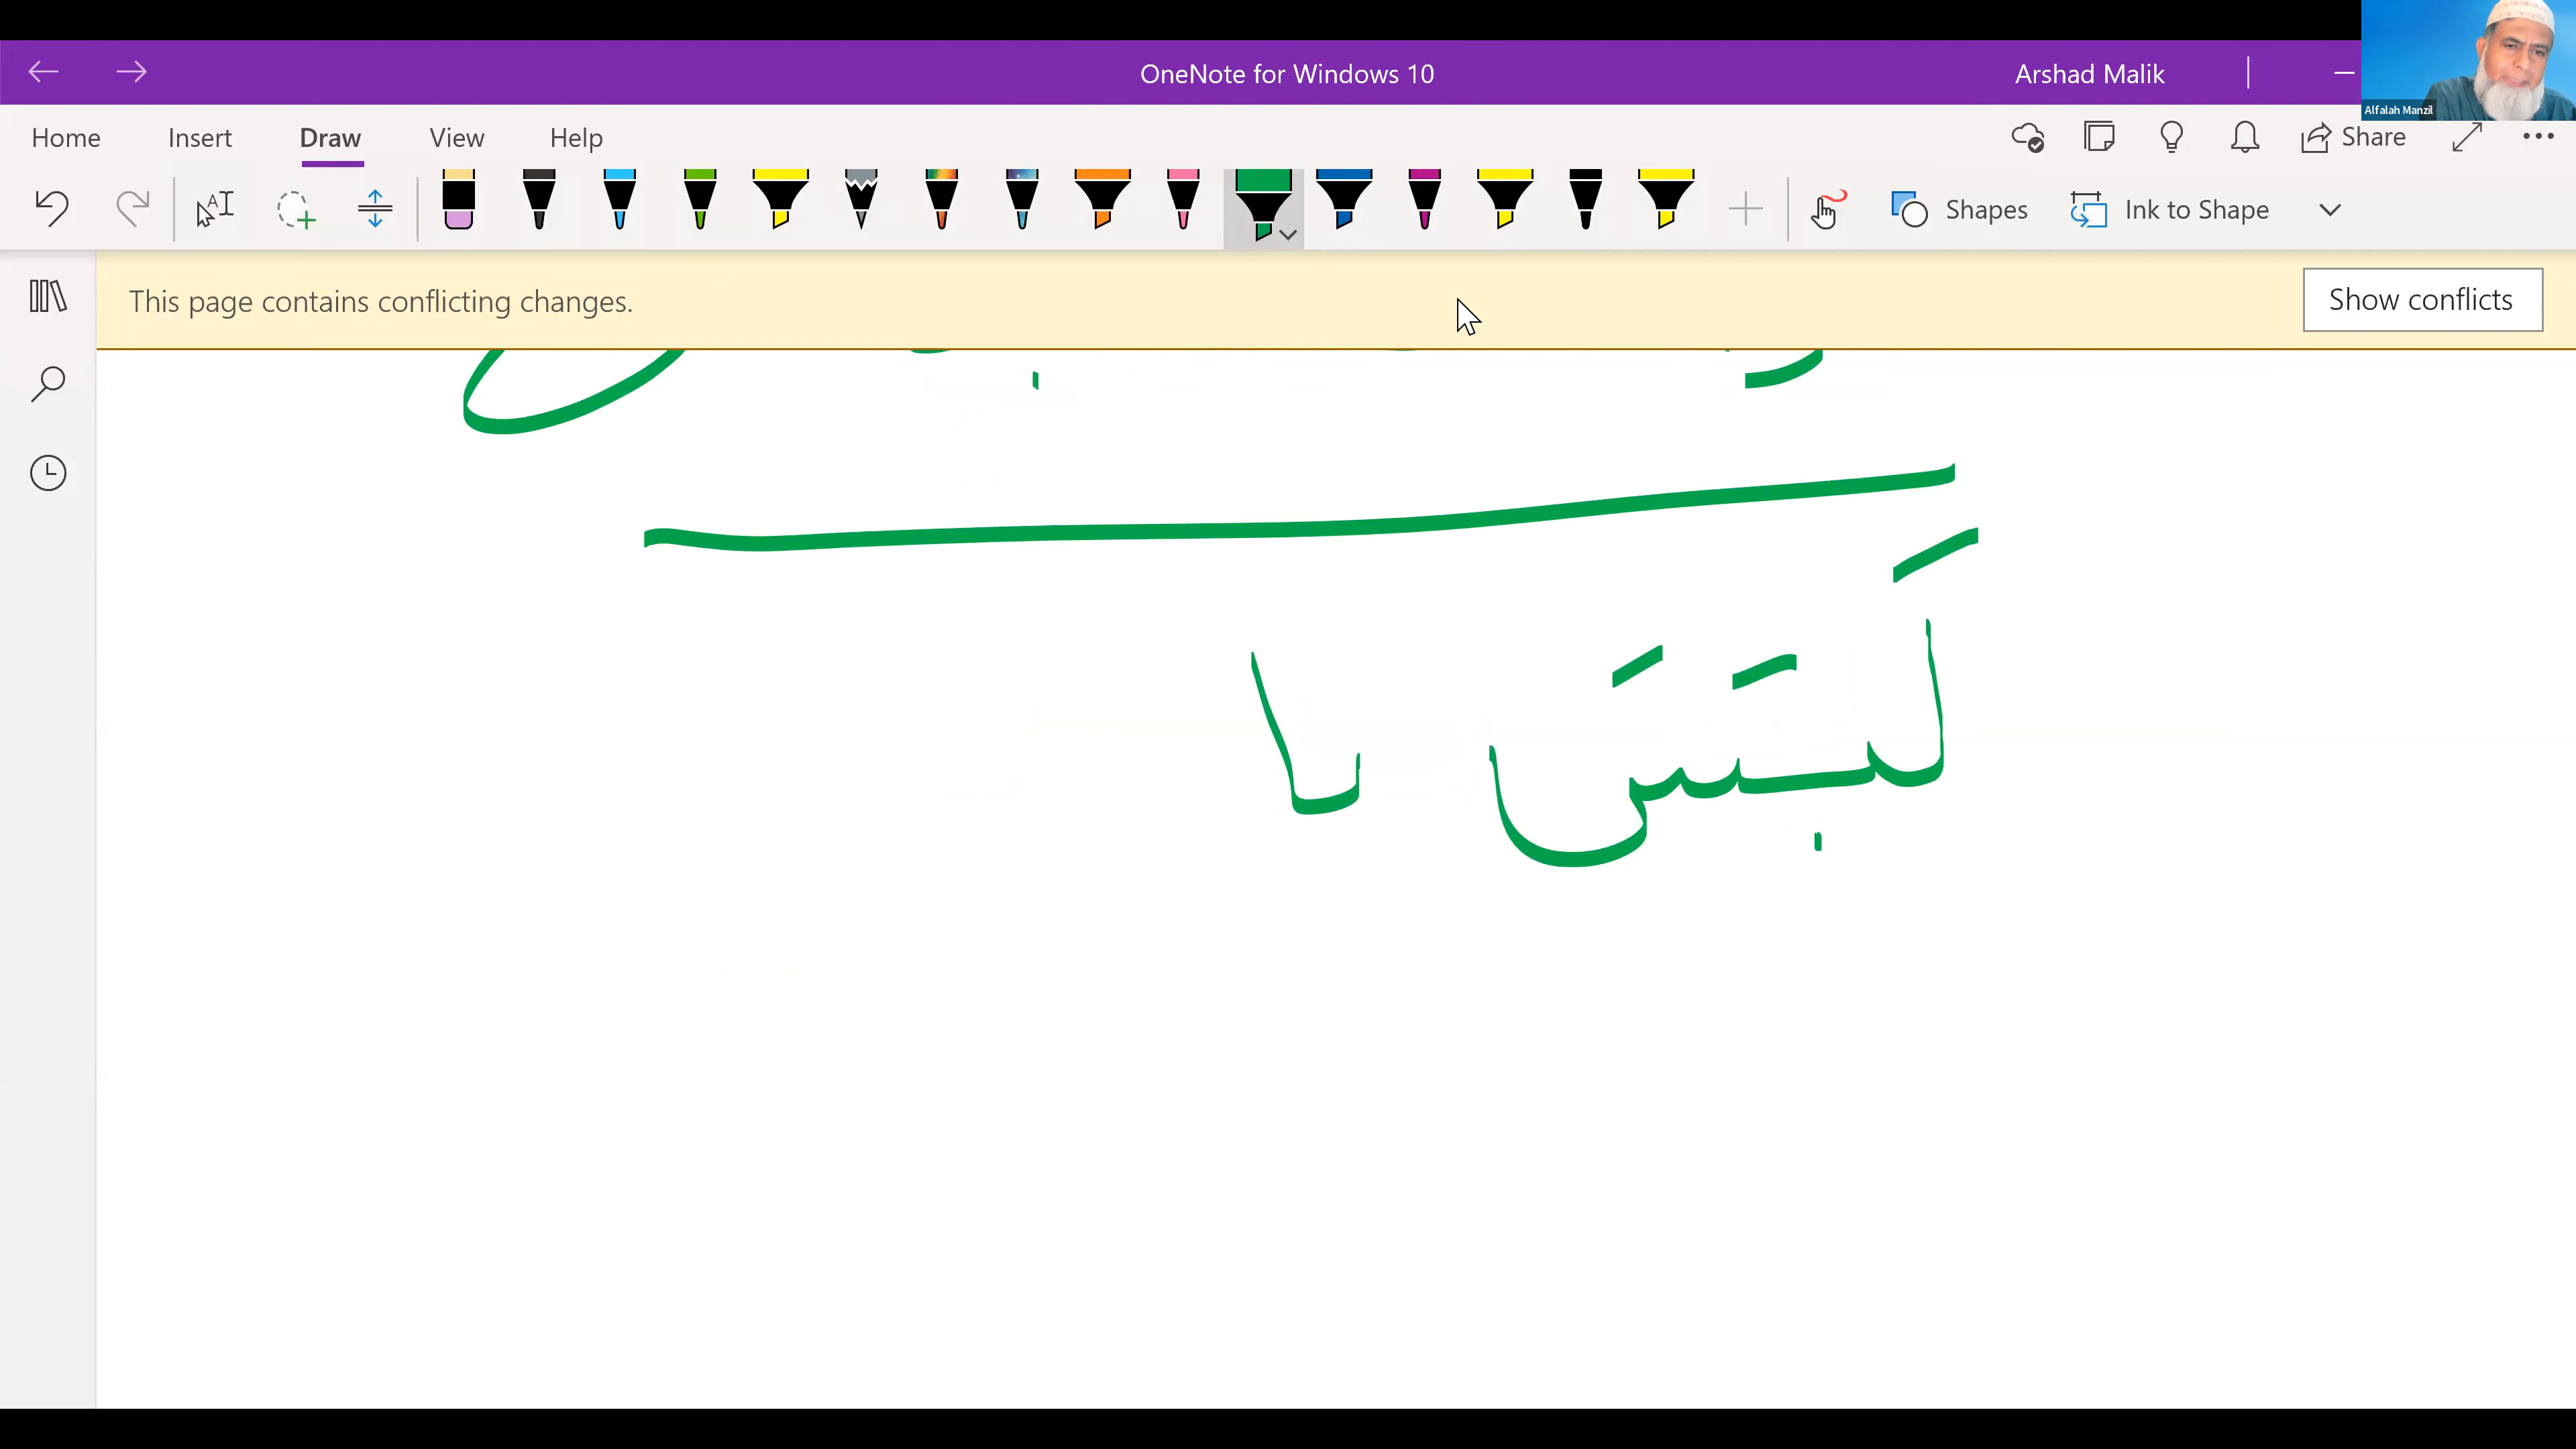 OneNote for Windows 10
Arshad Malik
Alfalah Manzil
Home Insert Draw View Help
Share
Shapes
Ink to Shape
This page contains conflicting changes.
Show conflicts
لَبَسَ